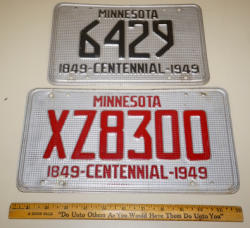 MINNESOTA
6429
1849-CENTENNIAL-1949
MINNESOTA
XZ8300
1849-CENTENNIAL-1949
"Do Unto Others As You Would Have Them Do Unto You"